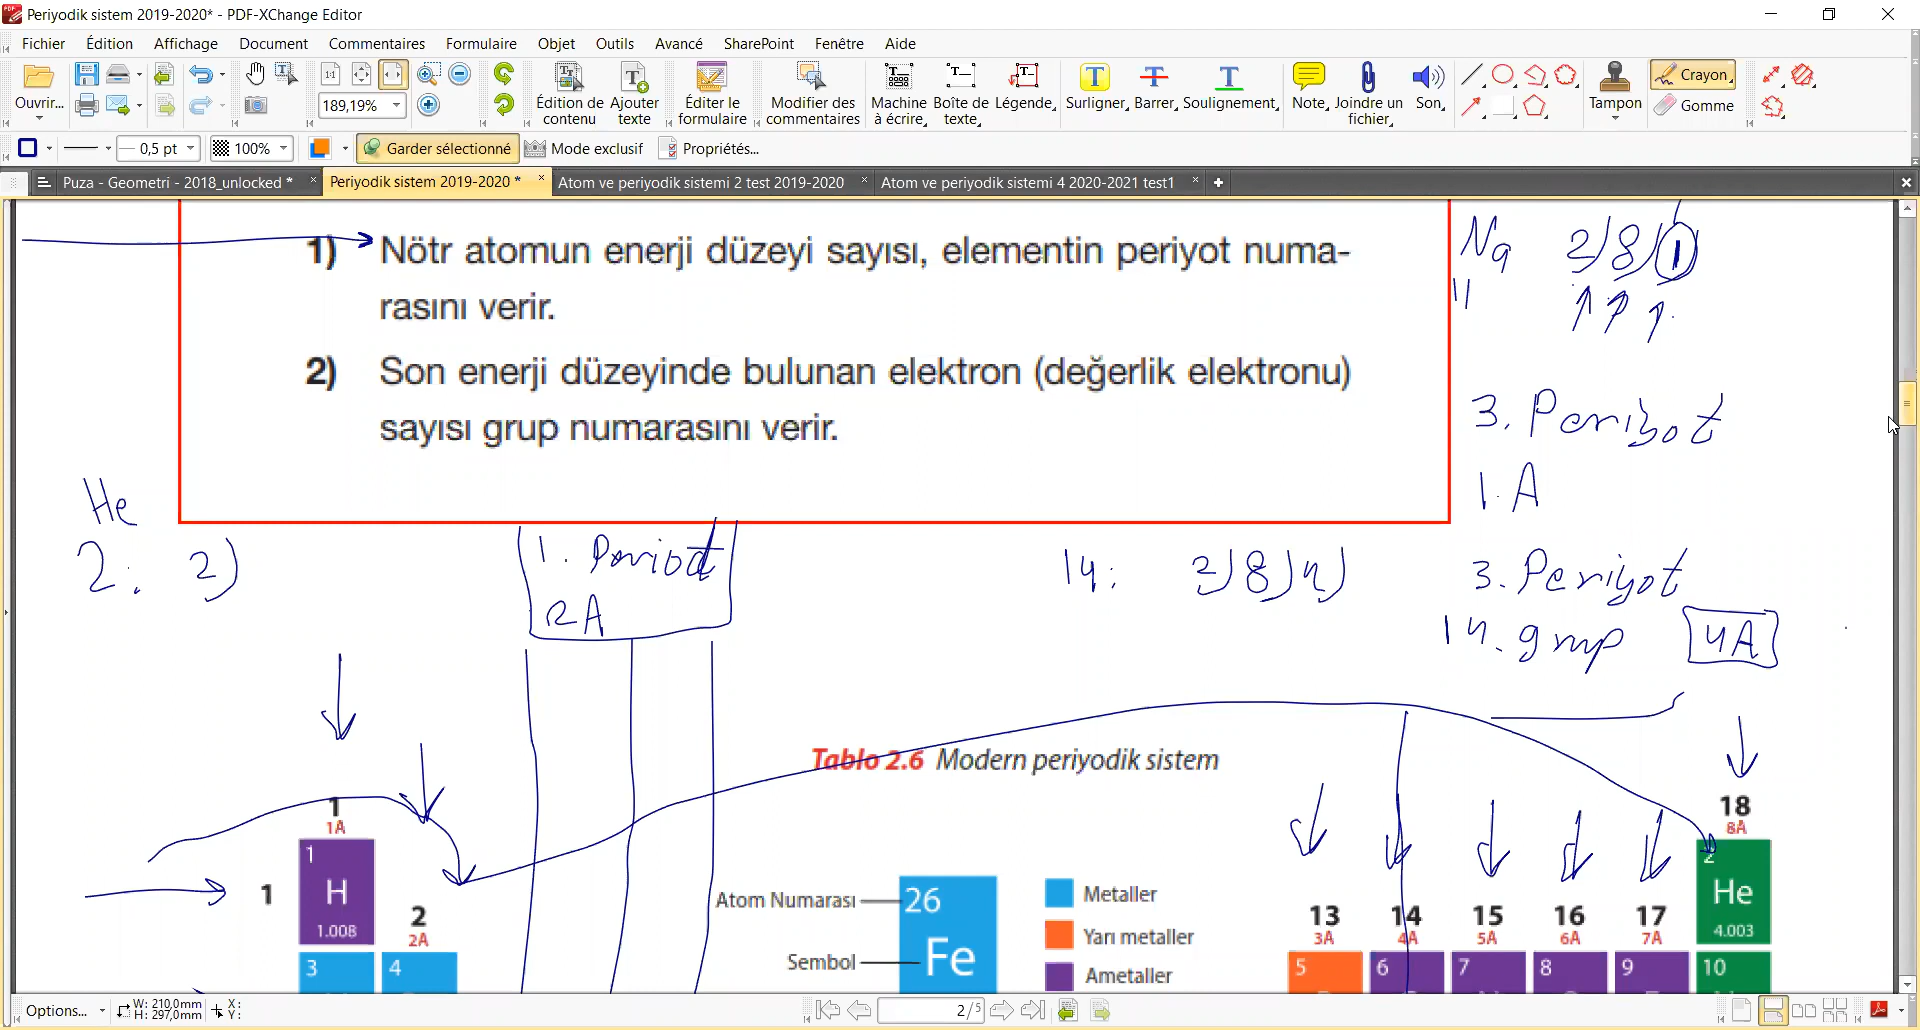 Periyodik sistem 2019-2020* - PDF-XChange Editor
Fichier Édition Affichage Document Commentaires Formulaire Objet Outils Avancé SharePoint Fenêtre Aide
Ouvrir... 189,19% Édition de contenu Ajouter texte Éditer le formulaire Modifier des commentaires Machine à écrire Boîte de texte Légende Surligner Barrer Soulignement Note Joindre un fichier Son Tampon Crayon Gomme
0,5 pt 100% Garder sélectionné Mode exclusif Propriétés...
Puza - Geometri - 2018_unlocked * Periyodik sistem 2019-2020 * Atom ve periyodik sistemi 2 test 2019-2020 Atom ve periyodik sistemi 4 2020-2021 test1
1) Nötr atomun enerji düzeyi sayısı, elementin periyot numa-
rasını verir.
2) Son enerji düzeyinde bulunan elektron (değerlik elektronu)
sayısı grup numarasını verir.
Na 2) 8) 1)
11
3. Periyot
1.A
He
2: 2)
1. Periyot
2A
14: 2) 8) 4)
3. Periyot
14. grup 4A
Tablo 2.6 Modern periyodik sistem
1 18
1A 8A
1 2
H He
1.008 4.003
1
2 13 14 15 16 17
2A 3A 4A 5A 6A 7A
3 4 5 6 7 8 9 10
Atom Numarası 26
Sembol Fe
Metaller
Yarı metaller
Ametaller
Options... W: 210,0mm H: 297,0mm X: Y: 2/5